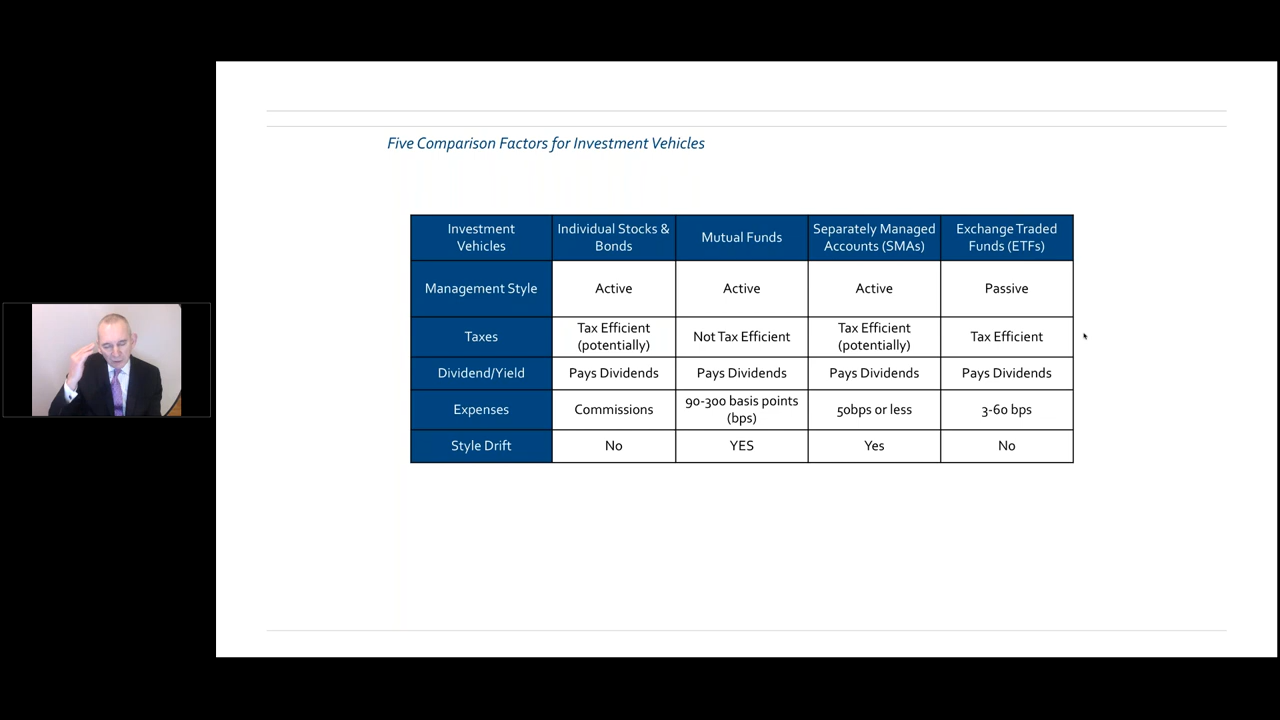 Five Comparison Factors for Investment Vehicles
Investment Vehicles
Individual Stocks & Bonds
Mutual Funds
Separately Managed Accounts (SMAs)
Exchange Traded Funds (ETFs)
Management Style
Active
Active
Active
Passive
Taxes
Tax Efficient (potentially)
Not Tax Efficient
Tax Efficient (potentially)
Tax Efficient
Dividend/Yield
Pays Dividends
Pays Dividends
Pays Dividends
Pays Dividends
Expenses
Commissions
90-300 basis points (bps)
50bps or less
3-60 bps
Style Drift
No
YES
Yes
No